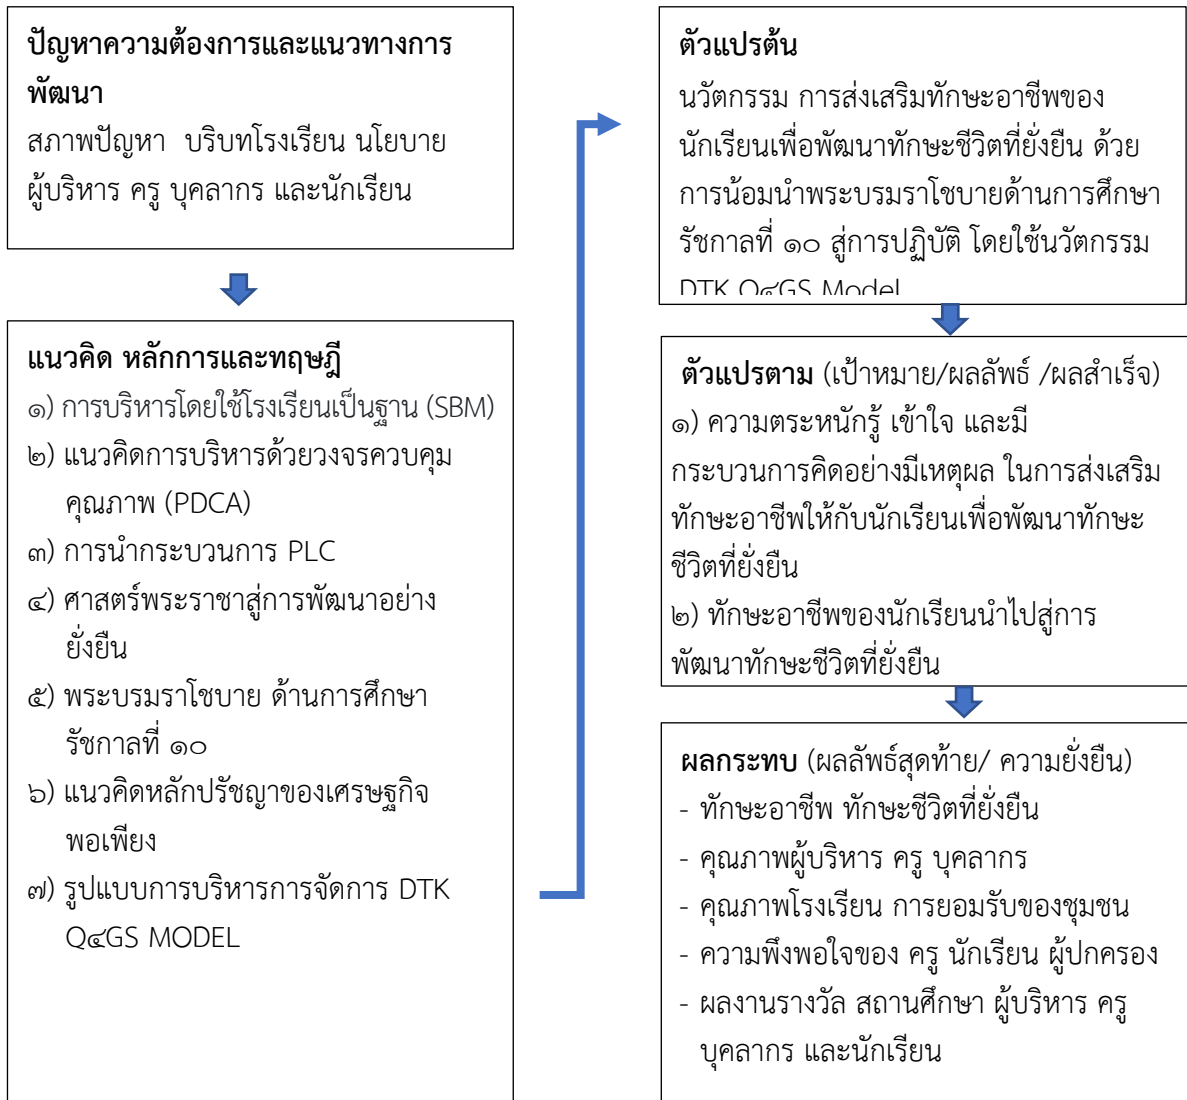 ปัญหาความต้องการและแนวทางการ
พัฒนา
สภาพปัญหา บริบทโรงเรียน นโยบาย
ผู้บริหาร ครู บุคลากร และนักเรียน
แนวคิด หลักการและทฤษฎี
๑) การบริหารโดยใช้โรงเรียนเป็นฐาน (SBM)
๒) แนวคิดการบริหารด้วยวงจรควบคุม
คุณภาพ (PDCA)
๓) การนำกระบวนการ PLC
๔) ศาสตร์พระราชาสู่การพัฒนาอย่าง
ยั่งยืน
๕) พระบรมราโชบาย ด้านการศึกษา
รัชกาลที่ ๑๐
๖) แนวคิดหลักปรัชญาของเศรษฐกิจ
พอเพียง
๗) รูปแบบการบริหารการจัดการ DTK
Q๔GS MODEL
ตัวแปรต้น
นวัตกรรม การส่งเสริมทักษะอาชีพของ
นักเรียนเพื่อพัฒนาทักษะชีวิตที่ยั่งยืน ด้วย
การน้อมนำพระบรมราโชบายด้านการศึกษา
รัชกาลที่ ๑๐ สู่การปฏิบัติ โดยใช้นวัตกรรม
DTK Q๔GS Model
ตัวแปรตาม (เป้าหมาย/ผลลัพธ์ /ผลสำเร็จ)
๑) ความตระหนักรู้ เข้าใจ และมี
กระบวนการคิดอย่างมีเหตุผล ในการส่งเสริม
ทักษะอาชีพให้กับนักเรียนเพื่อพัฒนาทักษะ
ชีวิตที่ยั่งยืน
๒) ทักษะอาชีพของนักเรียนนำไปสู่การ
พัฒนาทักษะชีวิตที่ยั่งยืน
ผลกระทบ (ผลลัพธ์สุดท้าย/ ความยั่งยืน)
- ทักษะอาชีพ ทักษะชีวิตที่ยั่งยืน
- คุณภาพผู้บริหาร ครู บุคลากร
- คุณภาพโรงเรียน การยอมรับของชุมชน
- ความพึงพอใจของ ครู นักเรียน ผู้ปกครอง
- ผลงานรางวัล สถานศึกษา ผู้บริหาร ครู
บุคลากร และนักเรียน